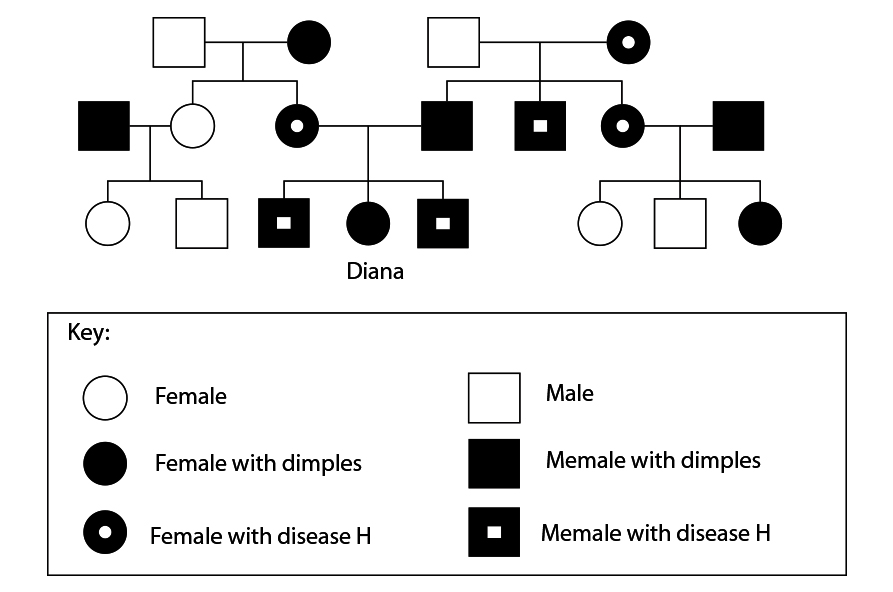 Diana
Key:
Female
Male
Female with dimples
Memale with dimples
Female with disease H
Memale with disease H